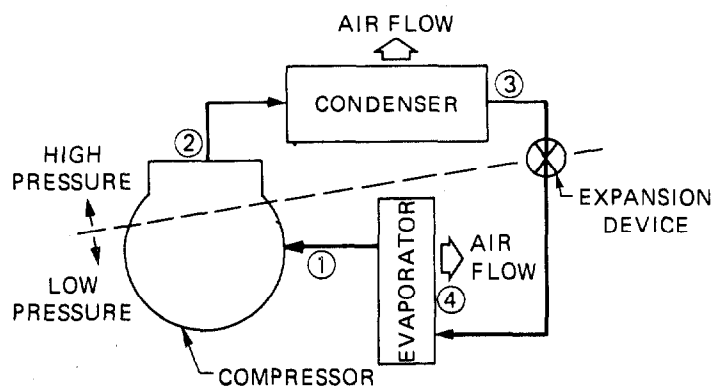 AIR FLOW
CONDENSER
③
②
HIGH
PRESSURE
EXPANSION
DEVICE
EVAPORATOR
AIR
FLOW
①
④
LOW
PRESSURE
COMPRESSOR